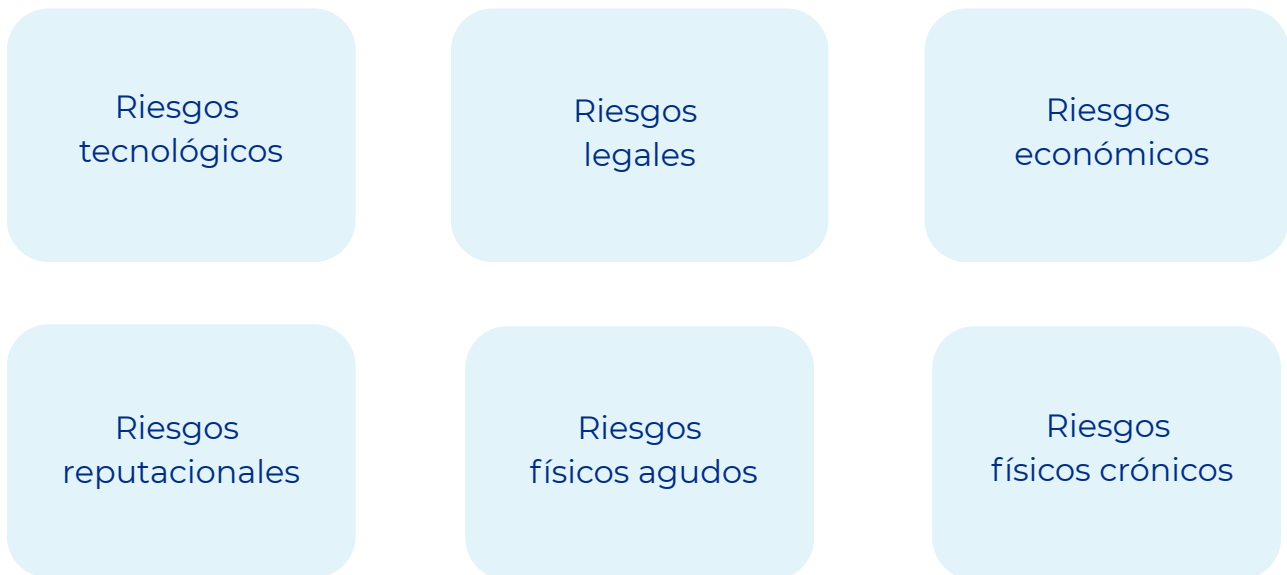 Riesgos
tecnológicos
Riesgos
legales
Riesgos
económicos
Riesgos
reputacionales
Riesgos
físicos agudos
Riesgos
físicos crónicos